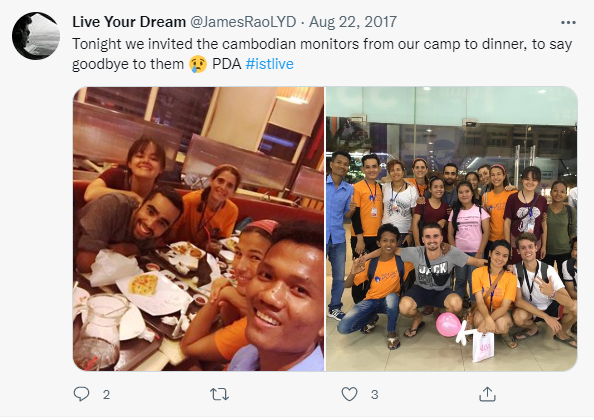 Live Your Dream @JamesRaoLYD · Aug 22, 2017
Tonight we invited the cambodian monitors from our camp to dinner, to say
goodbye to them 😢 PDA #istlive
JACK
2
3